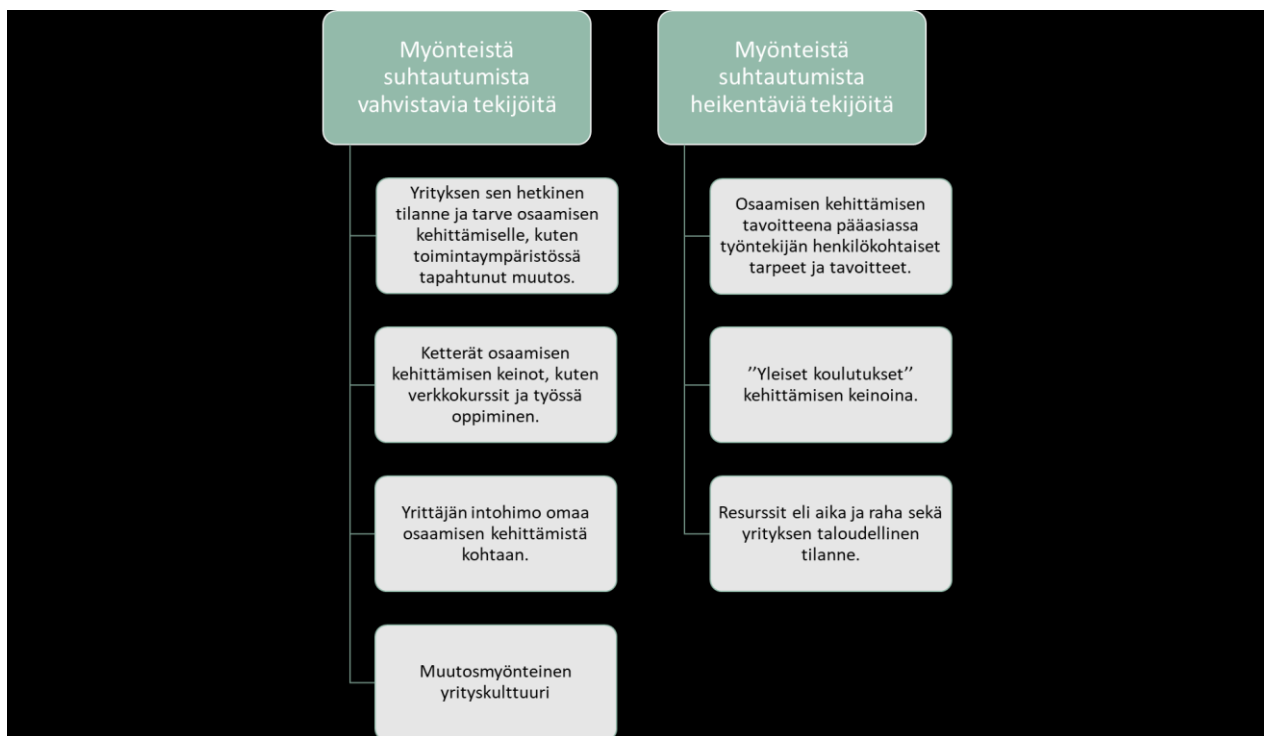 Myönteistä
suhtautumista
vahvistavia tekijöitä
Yrityksen sen hetkinen
tilanne ja tarve osaamisen
kehittämiselle, kuten
toimintaympäristössä
tapahtunut muutos.
Ketterät osaamisen
kehittämisen keinot, kuten
verkkokurssit ja työssä
oppiminen.
Yrittäjän intohimo omaa
osaamisen kehittämistä
kohtaan.
Muutosmyönteinen
yrityskulttuuri
Myönteistä
suhtautumista
heikentäviä tekijöitä
Osaamisen kehittämisen
tavoitteena pääasiassa
työntekijän henkilökohtaiset
tarpeet ja tavoitteet.
”Yleiset koulutukset”
kehittämisen keinoina.
Resurssit eli aika ja raha sekä
yrityksen taloudellinen
tilanne.